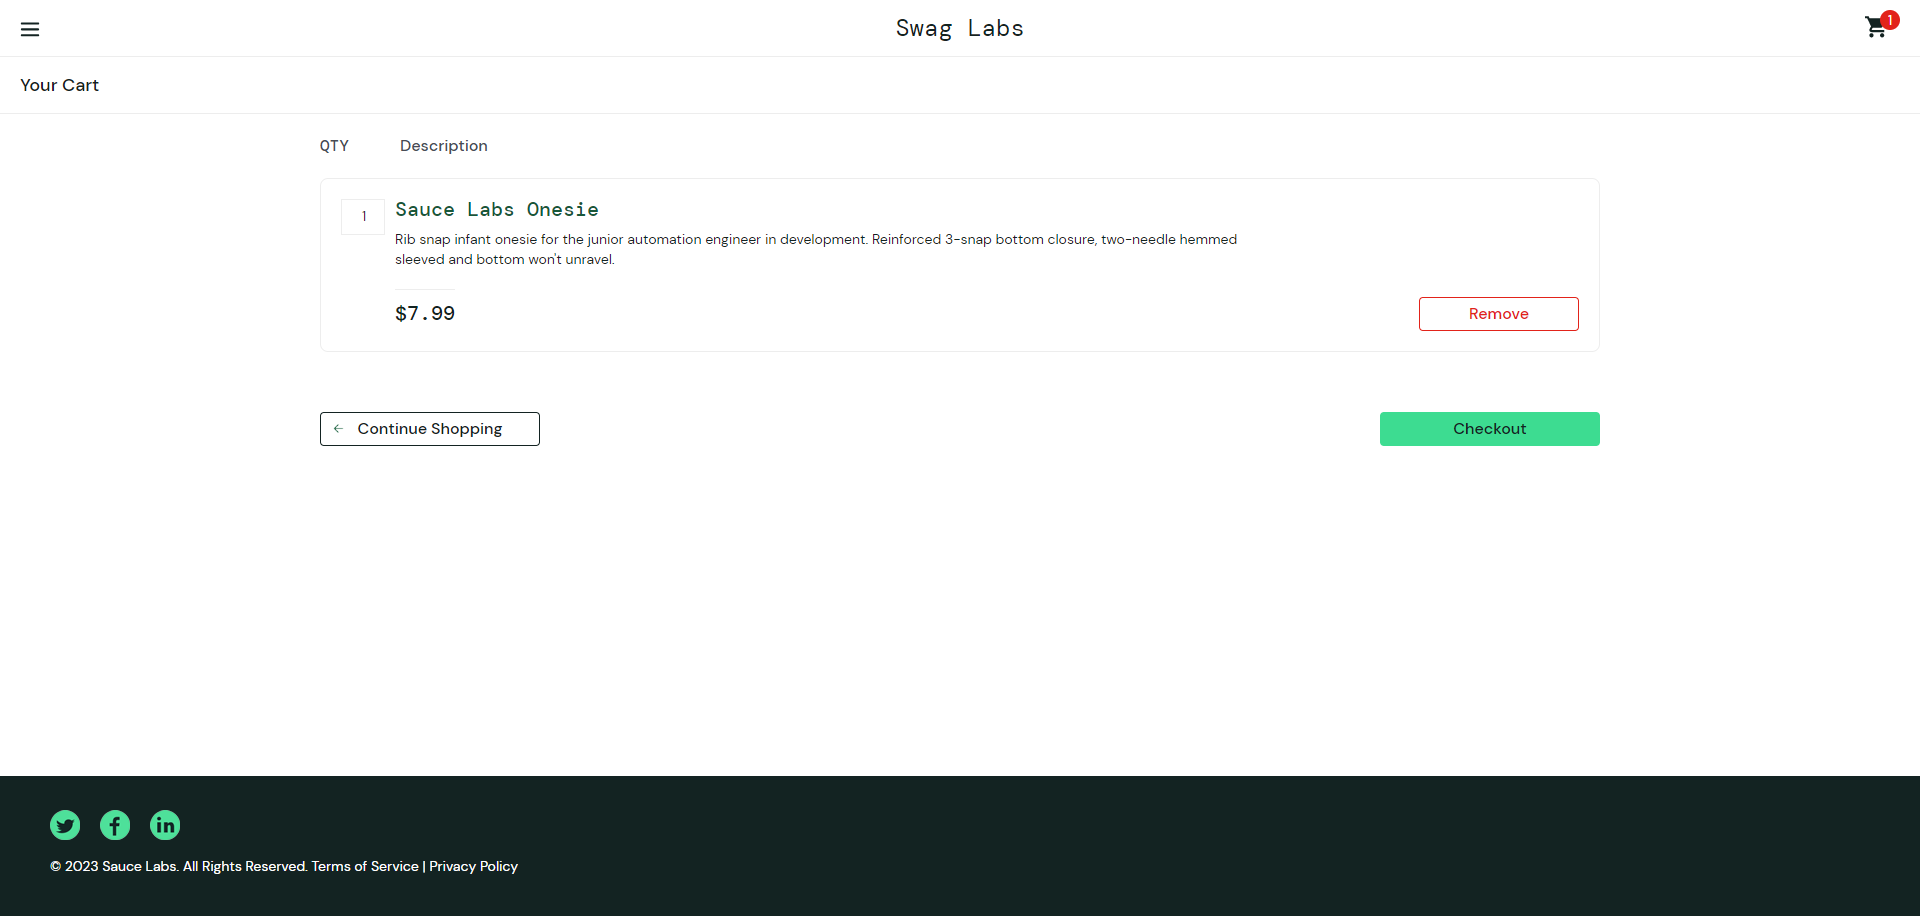 Swag Labs
1
Your Cart
QTY Description
1
Sauce Labs Onesie
Rib snap infant onesie for the junior automation engineer in development. Reinforced 3-snap bottom closure, two-needle hemmed
sleeved and bottom won't unravel.
$7.99
Remove
Continue Shopping
Checkout
© 2023 Sauce Labs. All Rights Reserved. Terms of Service | Privacy Policy